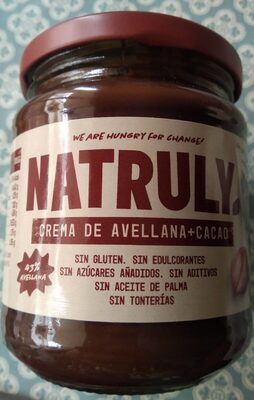 WE ARE HUNGRY FOR CHANGE!
NATRULY
CREMA DE AVELLANA+CACAO
SIN GLUTEN. SIN EDULCORANTES
SIN AZÚCARES AÑADIDOS. SIN ADITIVOS
SIN ACEITE DE PALMA
SIN TONTERÍAS
45%
AVELLANA